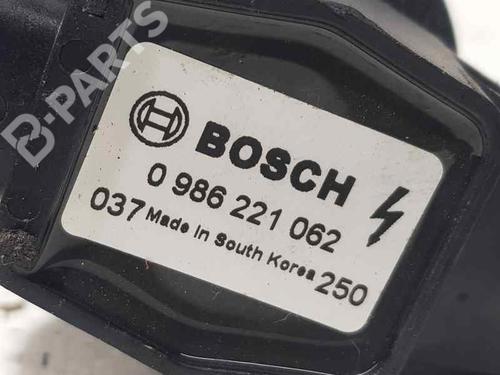 B-PARTS
BOSCH
0 986 221 062
037 Made in South Korea 250